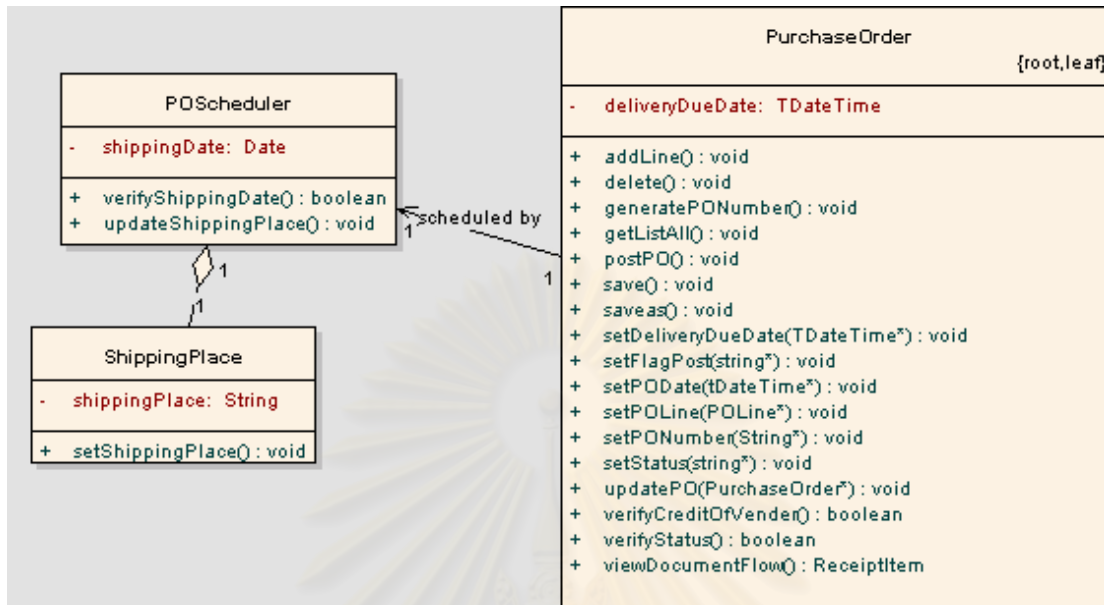 POScheduler
- shippingDate: Date
+ verifyShippingDate() : boolean
+ updateShippingPlace() : void
1
1
ShippingPlace
- shippingPlace: String
+ setShippingPlace() : void
scheduled by
1
1
PurchaseOrder
{root,leaf}
- deliveryDueDate: TDateTime
+ addLine() : void
+ delete() : void
+ generatePONumber() : void
+ getListAll() : void
+ postPO() : void
+ save() : void
+ saveas() : void
+ setDeliveryDueDate(TDateTime*) : void
+ setFlagPost(string*) : void
+ setPODate(tDateTime*) : void
+ setPOLine(POLine*) : void
+ setPONumber(String*) : void
+ setStatus(string*) : void
+ updatePO(PurchaseOrder*) : void
+ verifyCreditOfVender() : boolean
+ verifyStatus() : boolean
+ viewDocumentFlow() : ReceiptItem